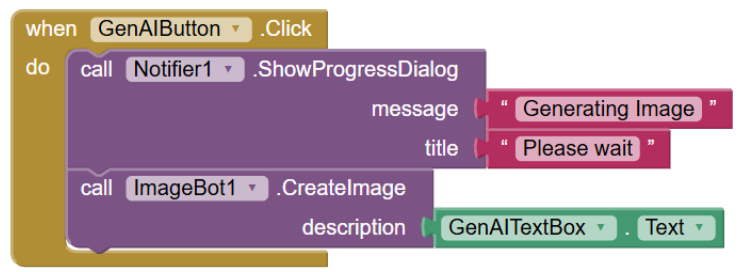 when GenAIButton .Click
do call Notifier1 .ShowProgressDialog
message " Generating Image "
title " Please wait "
call ImageBot1 .CreateImage
description GenAITextBox . Text